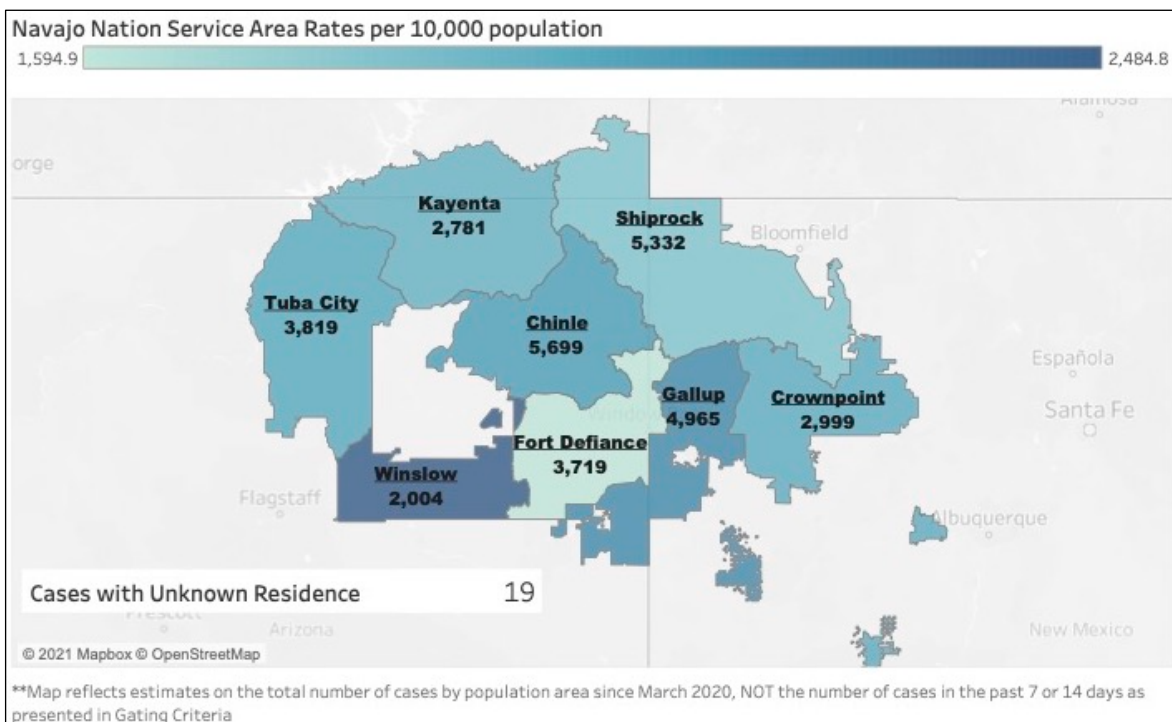 Navajo Nation Service Area Rates per 10,000 population
1,594.9
2,484.8
Alamosa
orge
Kayenta
2,781
Shiprock
5,332
Bloomfield
Tuba City
3,819
Chinle
5,699
Española
Gallup
4,965
Crownpoint
2,999
Santa Fe
Window
Fort Defiance
3,719
Winslow
2,004
Flagstaff
Albuquerque
Cases with Unknown Residence 19
Prescott
Arizona
New Mexico
© 2021 Mapbox © OpenStreetMap
**Map reflects estimates on the total number of cases by population area since March 2020, NOT the number of cases in the past 7 or 14 days as
presented in Gating Criteria